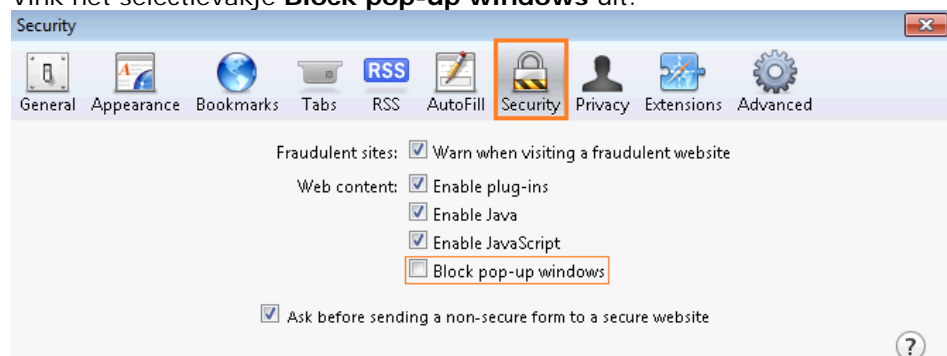 Vink het selectievakje Block pop-up windows uit.
Security
RSS
General Appearance Bookmarks Tabs RSS AutoFill Security Privacy Extensions Advanced
Fraudulent sites: Warn when visiting a fraudulent website
Web content: Enable plug-ins
Enable Java
Enable JavaScript
Block pop-up windows
Ask before sending a non-secure form to a secure website
?